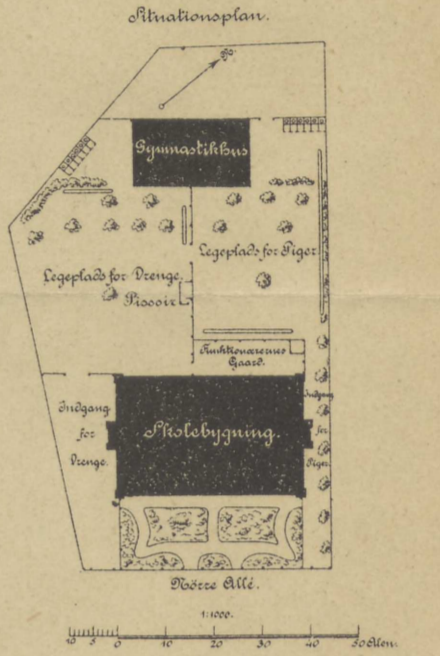 Situationsplan.
Gymnastikhus
Legeplads for Piger
Legeplads for Drenge
Pissoir
Funktionærernes
Gaard.
Indgang
for
Drenge.
Skolebygning.
Indgang
for
Piger
Nörre Allé.
1:1000.
10 5 0 10 20 30 40 50 Alen.